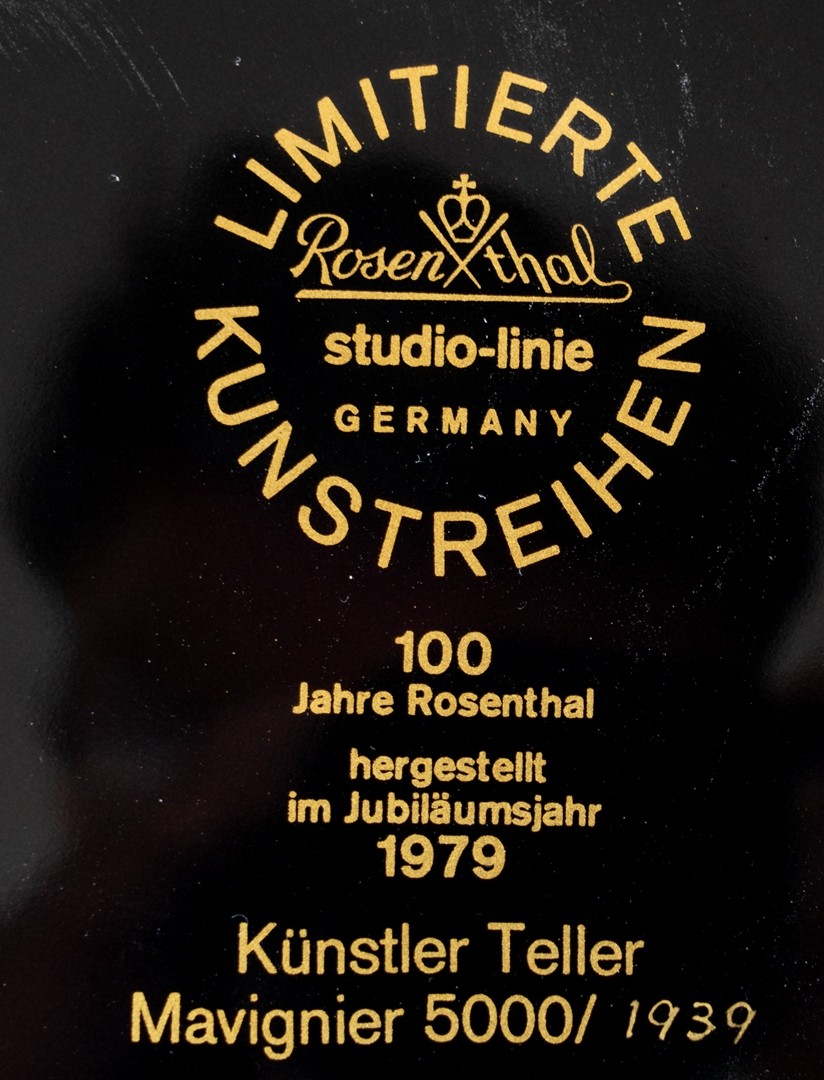 LIMITIERTE
Rosenthal
studio-linie
GERMANY
KUNSTREIHEN
100
Jahre Rosenthal
hergestellt
im Jubiläumsjahr
1979
Künstler Teller
Mavignier 5000/ 1939